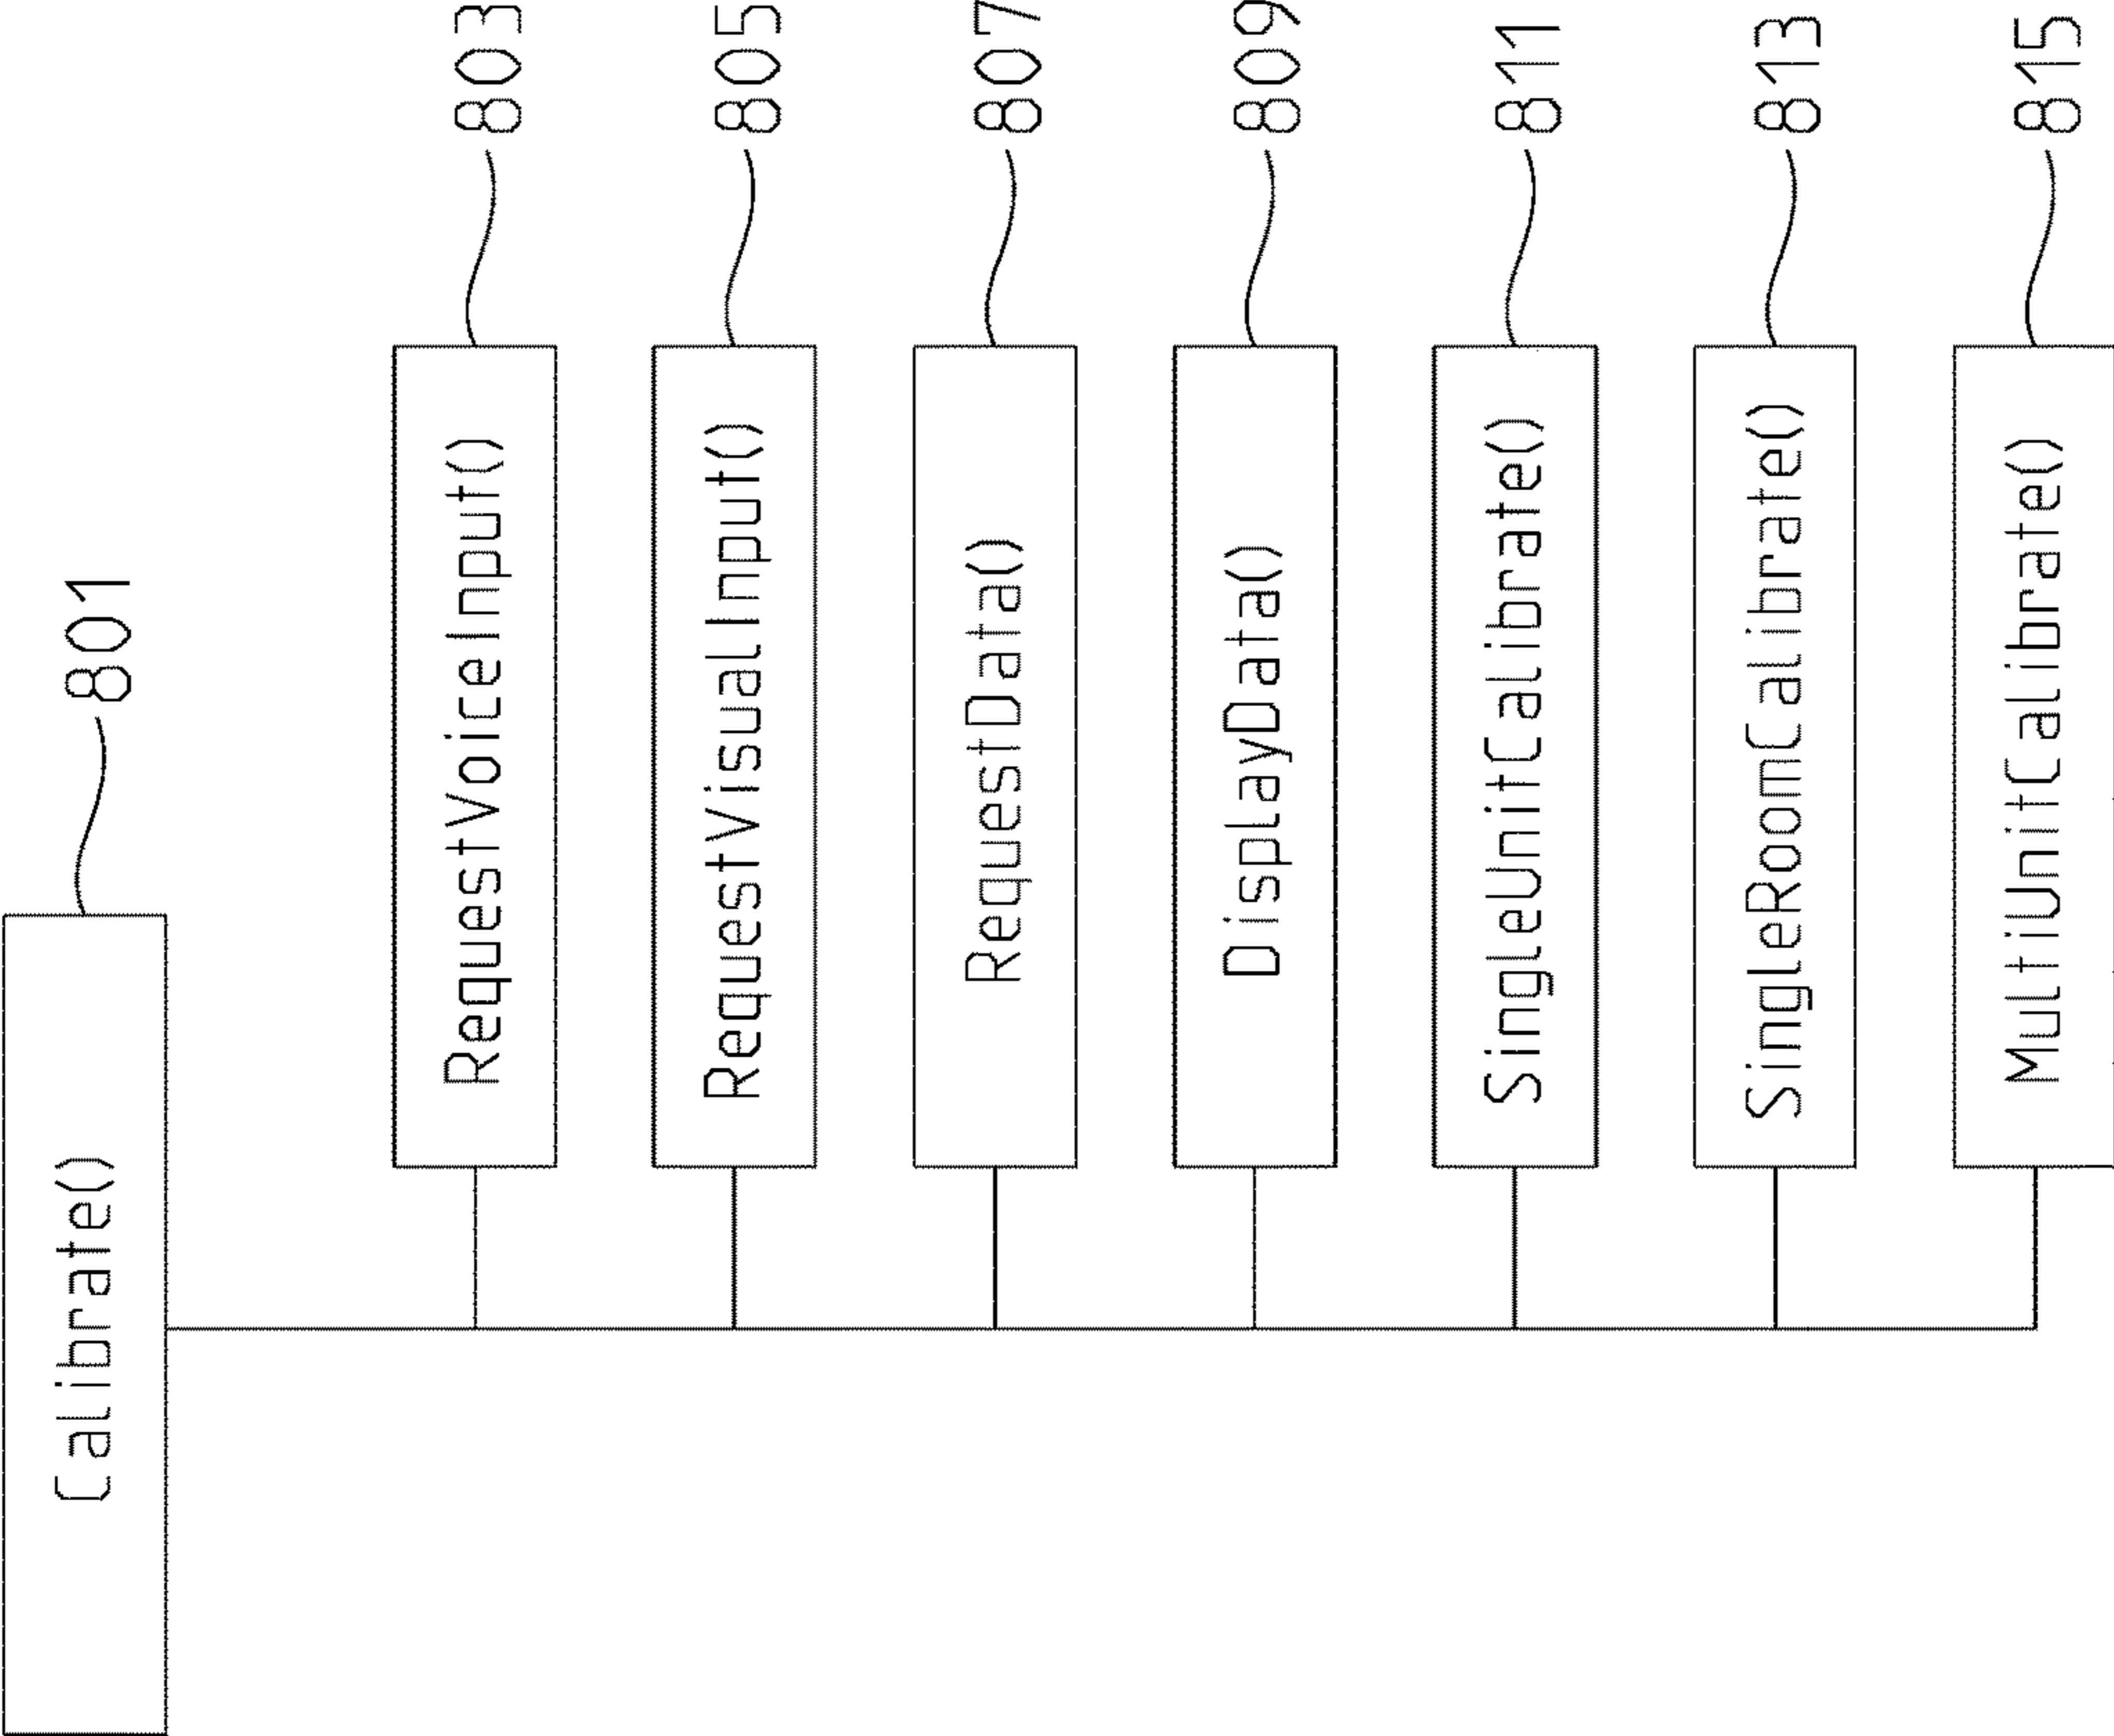 Calibrate() 801
RequestVoiceInput() 803
RequestVisualInput() 805
RequestData() 807
DisplayData() 809
SingleUnitCalibrate() 811
SingleRoomCalibrate() 813
MultiUnitCalibrate() 815